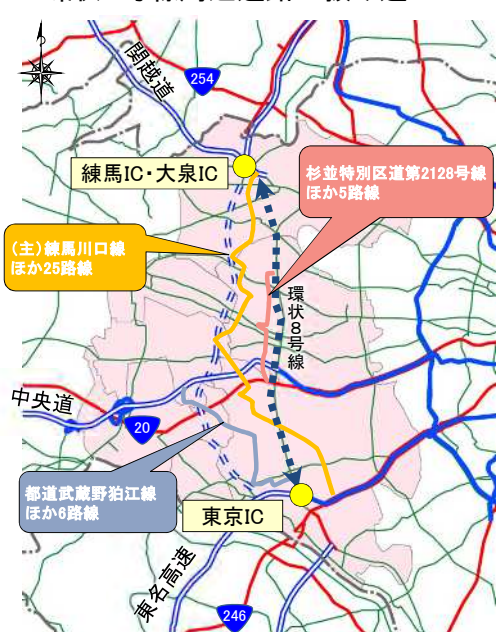 関越道
254
練馬IC・大泉IC
杉並特別区道第2128号線
ほか5路線
(主)練馬川口線
ほか25路線
環状8号線
中央道
20
都道武蔵野狛江線
ほか6路線
東京IC
東名高速
246